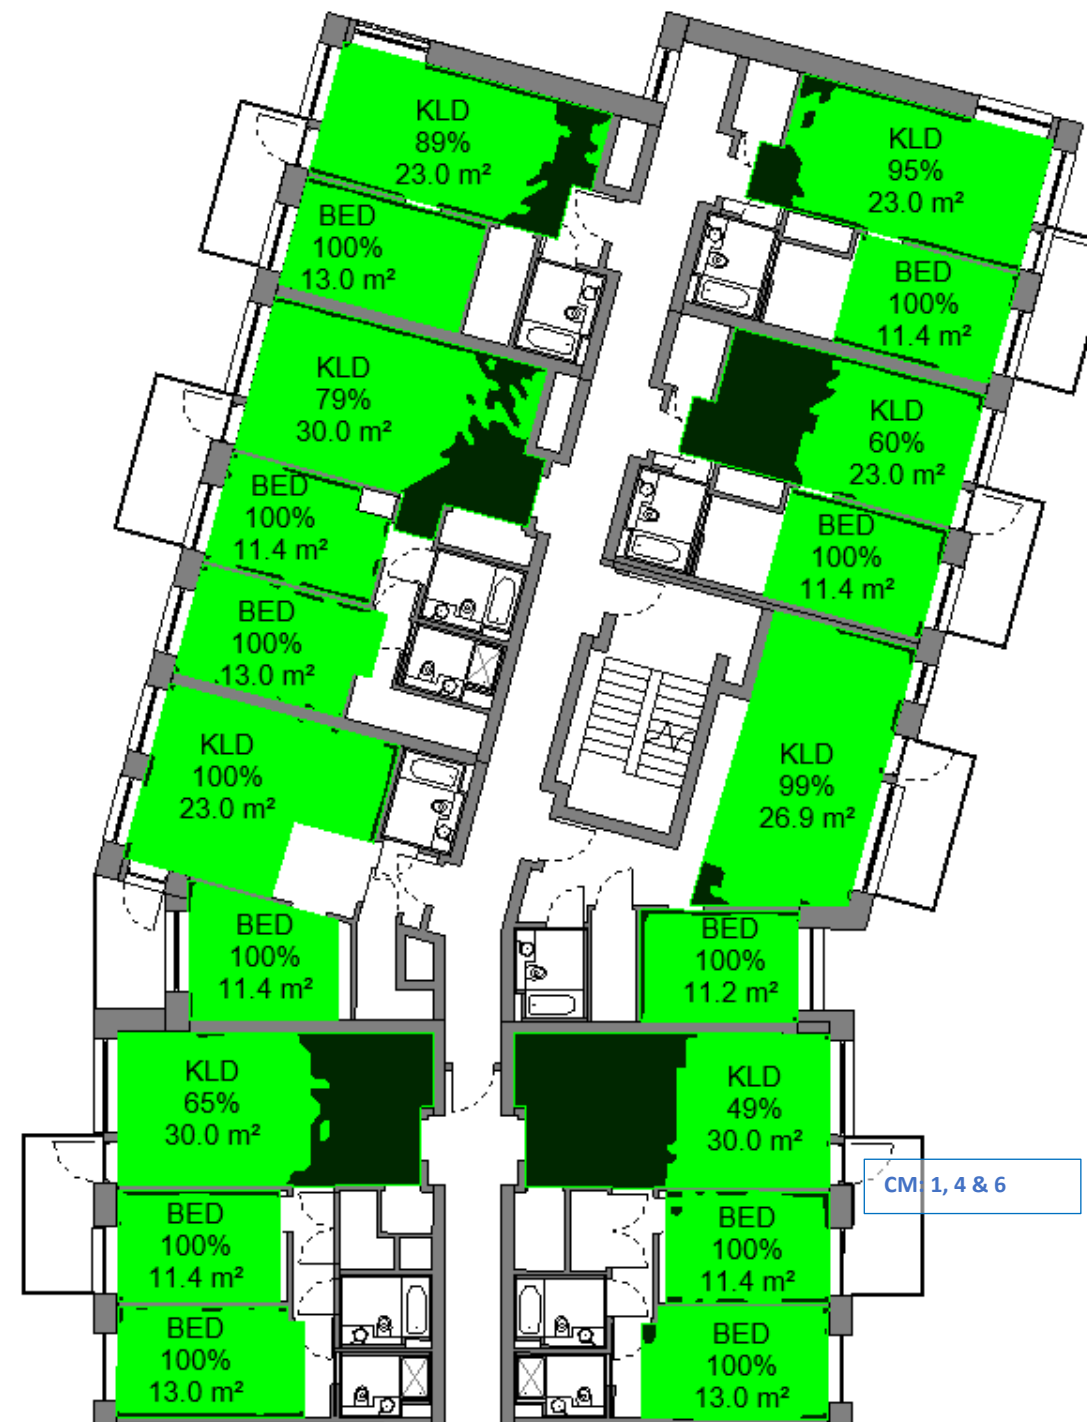 KLD
89%
23.0 m²
KLD
95%
23.0 m²
BED
100%
13.0 m²
BED
100%
11.4 m²
KLD
79%
30.0 m²
KLD
60%
23.0 m²
BED
100%
11.4 m²
BED
100%
11.4 m²
BED
100%
13.0 m²
KLD
100%
23.0 m²
KLD
99%
26.9 m²
BED
100%
11.4 m²
BED
100%
11.2 m²
KLD
65%
30.0 m²
KLD
49%
30.0 m²
CM: 1, 4 & 6
BED
100%
11.4 m²
BED
100%
11.4 m²
BED
100%
13.0 m²
BED
100%
13.0 m²